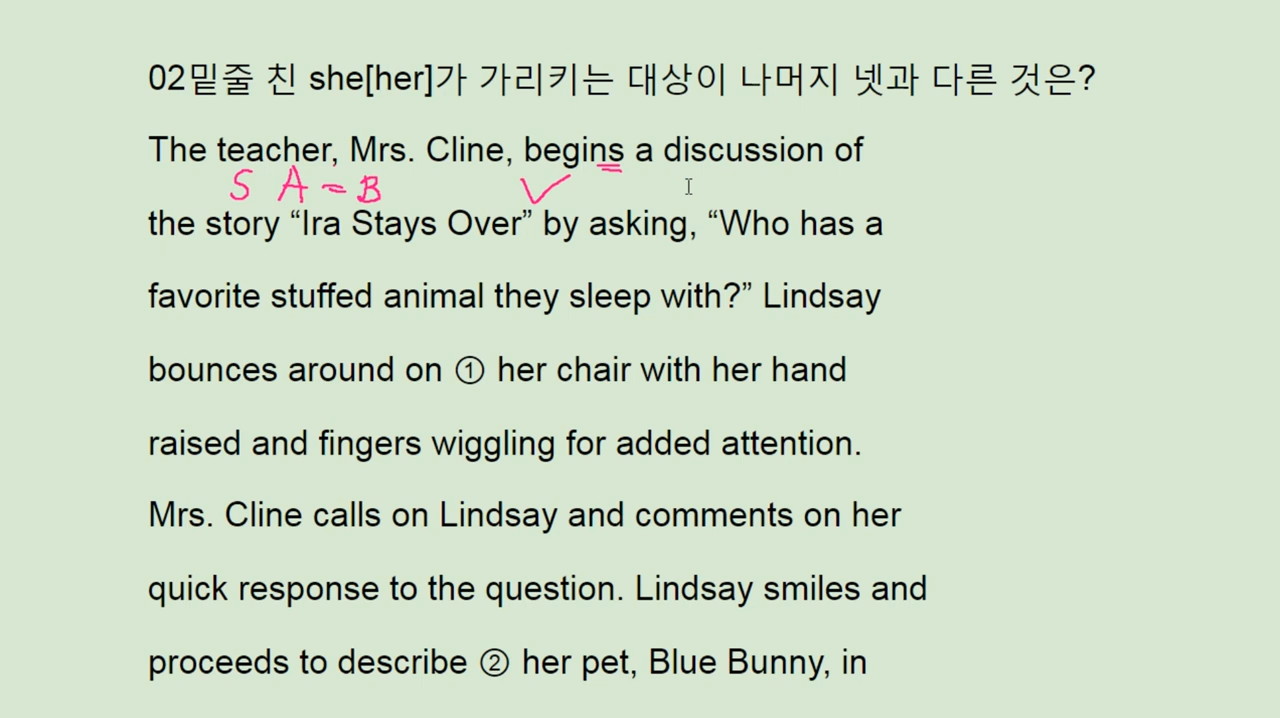 02밑줄 친 she[her]가 가리키는 대상이 나머지 넷과 다른 것은?
The teacher, Mrs. Cline, begins a discussion of
S A = B
the story “Ira Stays Over” by asking, “Who has a
favorite stuffed animal they sleep with?” Lindsay
bounces around on ① her chair with her hand
raised and fingers wiggling for added attention.
Mrs. Cline calls on Lindsay and comments on her
quick response to the question. Lindsay smiles and
proceeds to describe ② her pet, Blue Bunny, in